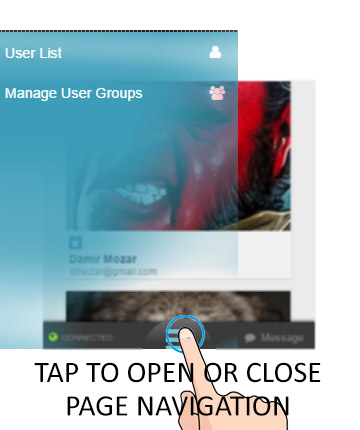 User List
Manage User Groups
Damir Mozar
dmozar@gmail.com
CONNECTED
Message
TAP TO OPEN OR CLOSE
PAGE NAVIGATION